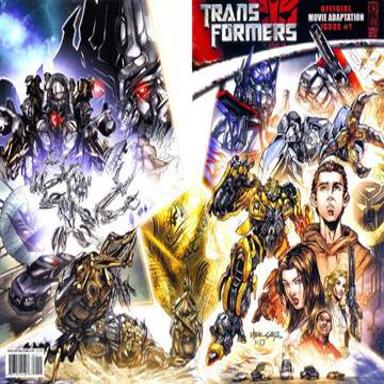 TRANS
FORMERS
OFFICIAL
MOVIE ADAPTATION
ISSUE #1